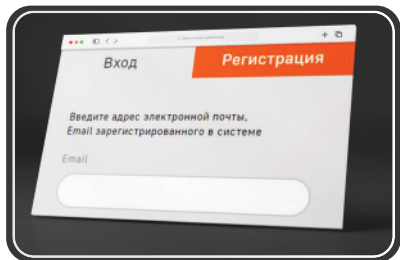 Вход
Регистрация
Введите адрес электронной почты,
Email зарегистрированного в системе
Email